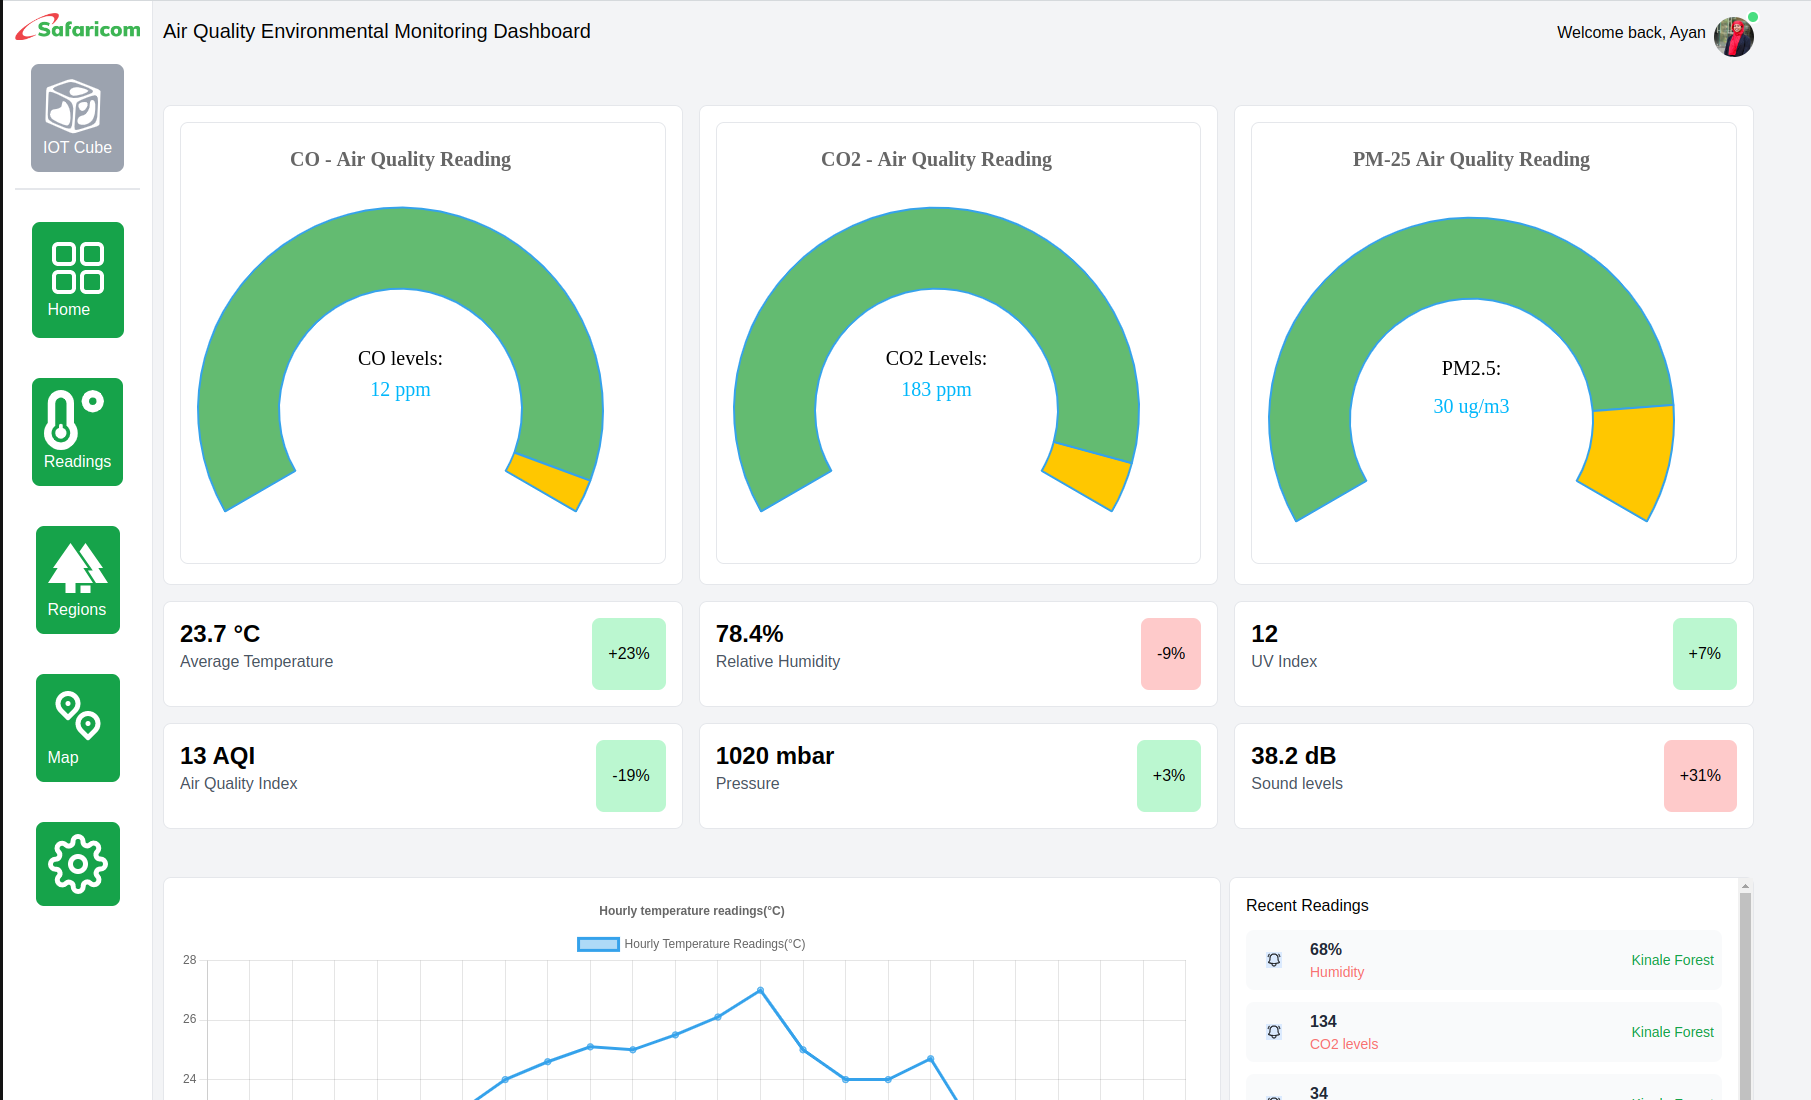 Safaricom
Air Quality Environmental Monitoring Dashboard
Welcome back, Ayan
IOT Cube
Home
Readings
Regions
Map
CO - Air Quality Reading
CO levels:
12 ppm
CO2 - Air Quality Reading
CO2 Levels:
183 ppm
PM-25 Air Quality Reading
PM2.5:
30 ug/m3
23.7 °C
Average Temperature
+23%
78.4%
Relative Humidity
-9%
12
UV Index
+7%
13 AQI
Air Quality Index
-19%
1020 mbar
Pressure
+3%
38.2 dB
Sound levels
+31%
Hourly temperature readings(°C)
Hourly Temperature Readings(°C)
28
26
24
Recent Readings
68%
Humidity
Kinale Forest
134
CO2 levels
Kinale Forest
34